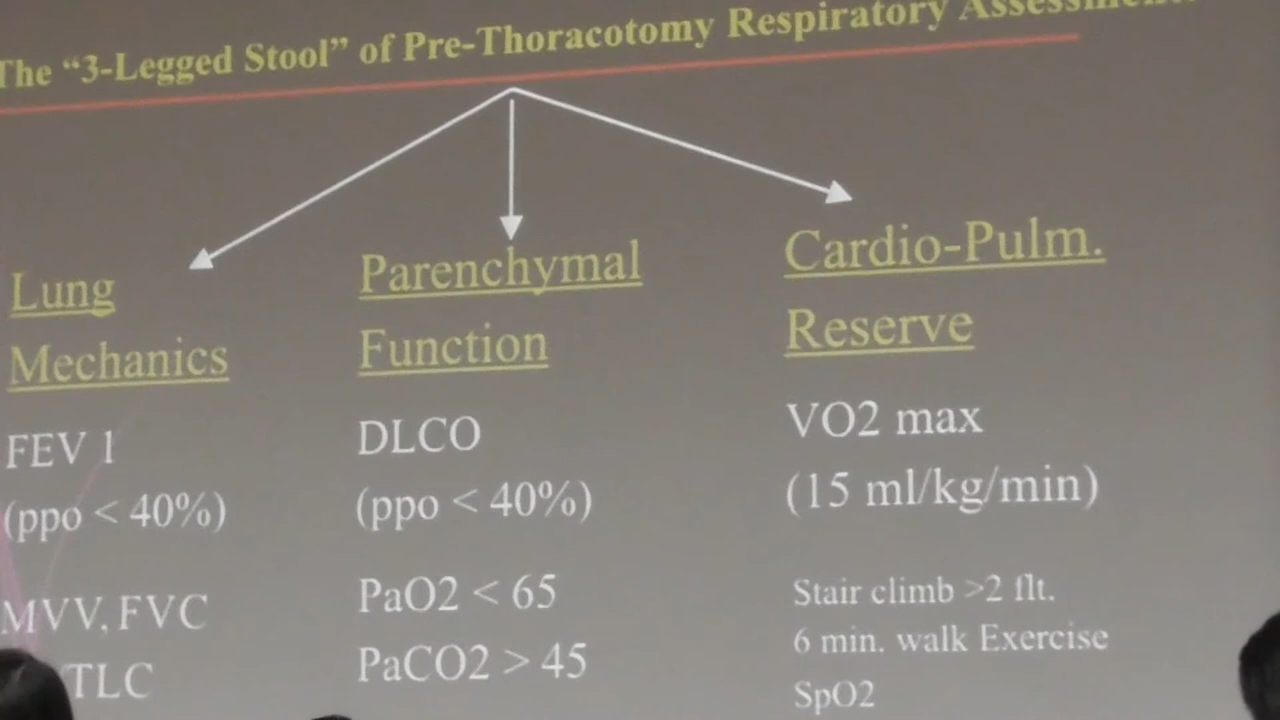 The “3-Legged Stool” of Pre-Thoracotomy Respiratory Assessment
Lung
Mechanics
FEV 1
(ppo < 40%)
MVV, FVC
TLC
Parenchymal
Function
DLCO
(ppo < 40%)
PaO2 < 65
PaCO2 > 45
Cardio-Pulm.
Reserve
VO2 max
(15 ml/kg/min)
Stair climb >2 flt.
6 min. walk Exercise
SpO2